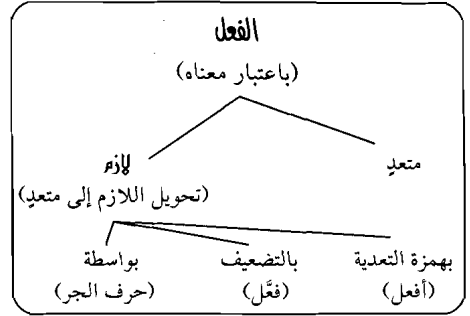 الفعل
(باعتبار معناه)
متعدٍ
لازم
(تحويل اللازم إلى متعدٍ)
بهمزة التعدية
(أفعل)
بالتضعيف
(فعَّل)
بواسطة
(حرف الجر)